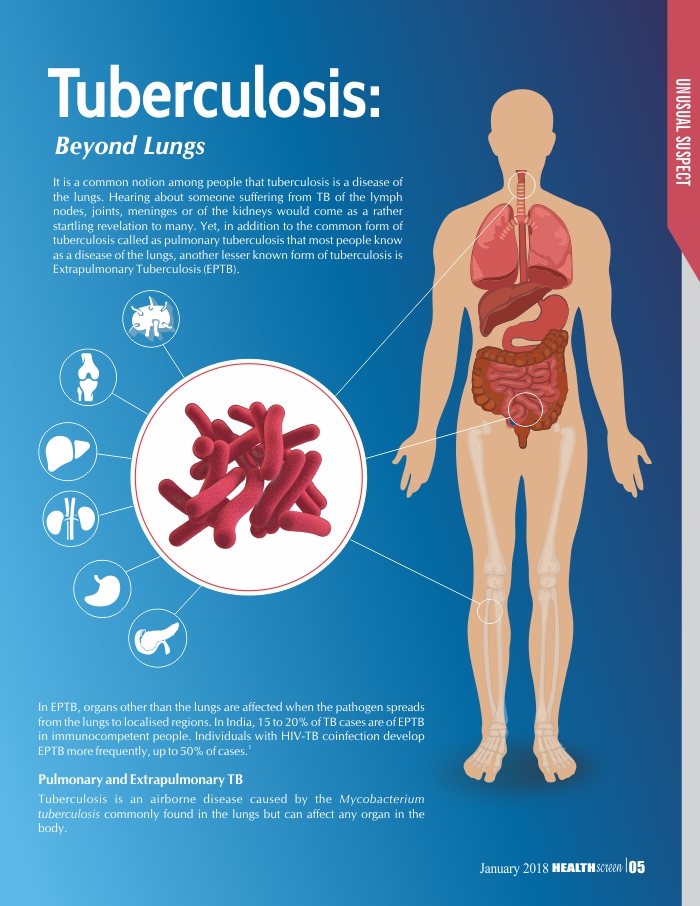 UNUSUAL SUSPECT
Tuberculosis:
Beyond Lungs
It is a common notion among people that tuberculosis is a disease of
the lungs. Hearing about someone suffering from TB of the lymph
nodes, joints, meninges or of the kidneys would come as a rather
startling revelation to many. Yet, in addition to the common form of
tuberculosis called as pulmonary tuberculosis that most people know
as a disease of the lungs, another lesser known form of tuberculosis is
Extrapulmonary Tuberculosis (EPTB).
In EPTB, organs other than the lungs are affected when the pathogen spreads
from the lungs to localised regions. In India, 15 to 20% of TB cases are of EPTB
in immunocompetent people. Individuals with HIV-TB coinfection develop
EPTB more frequently, up to 50% of cases.
Pulmonary and Extrapulmonary TB
Tuberculosis is an airborne disease caused by the Mycobacterium
tuberculosis commonly found in the lungs but can affect any organ in the
body.
January 2018 HEALTH screen | 05